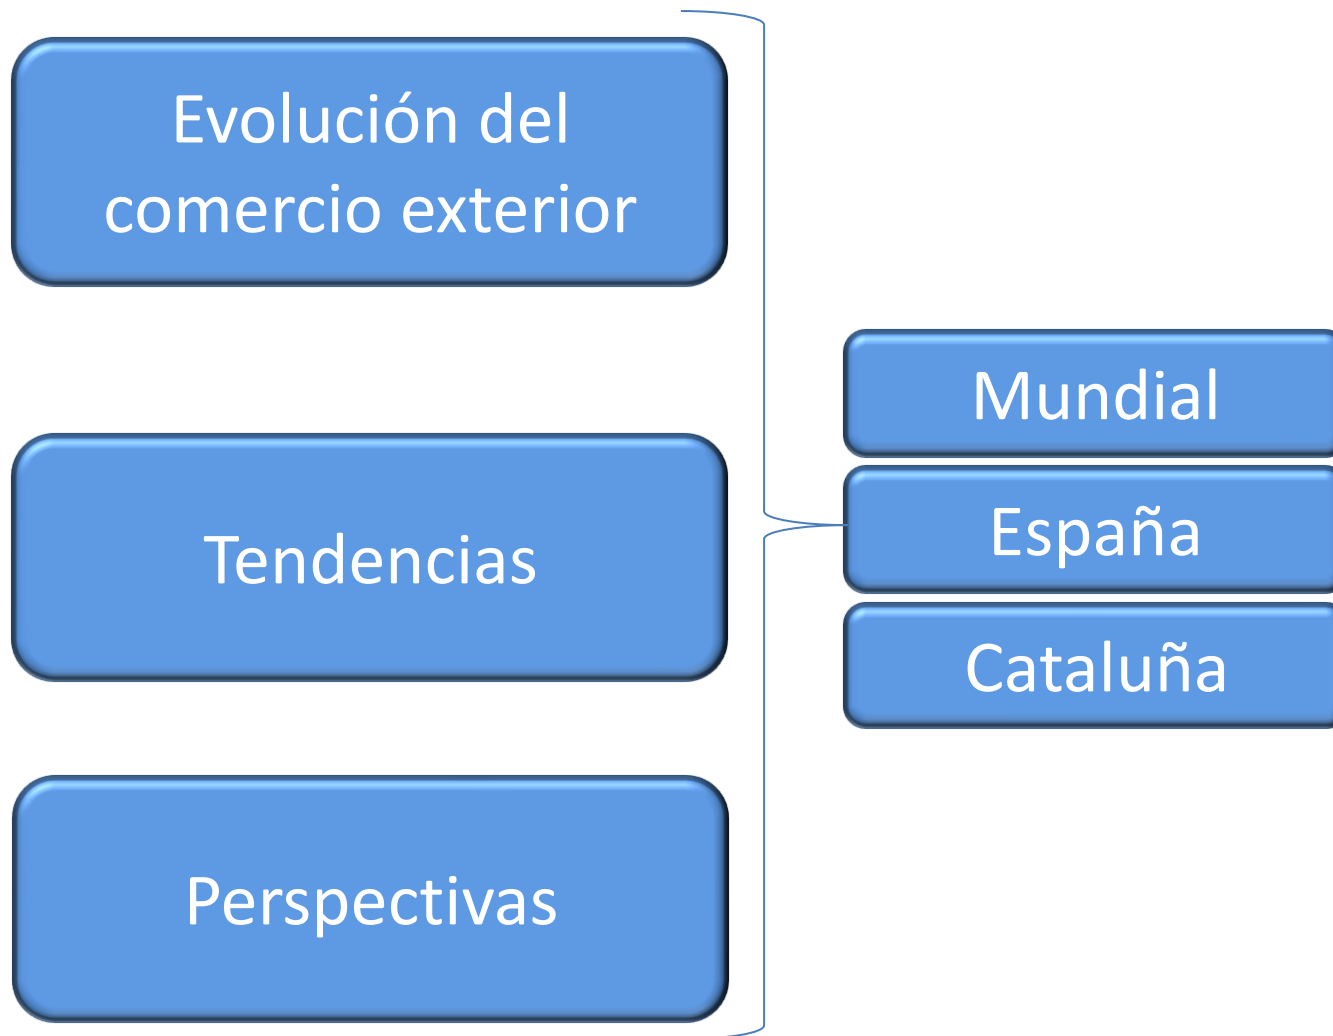 Evolución del
comercio exterior
Tendencias
Perspectivas
Mundial
España
Cataluña